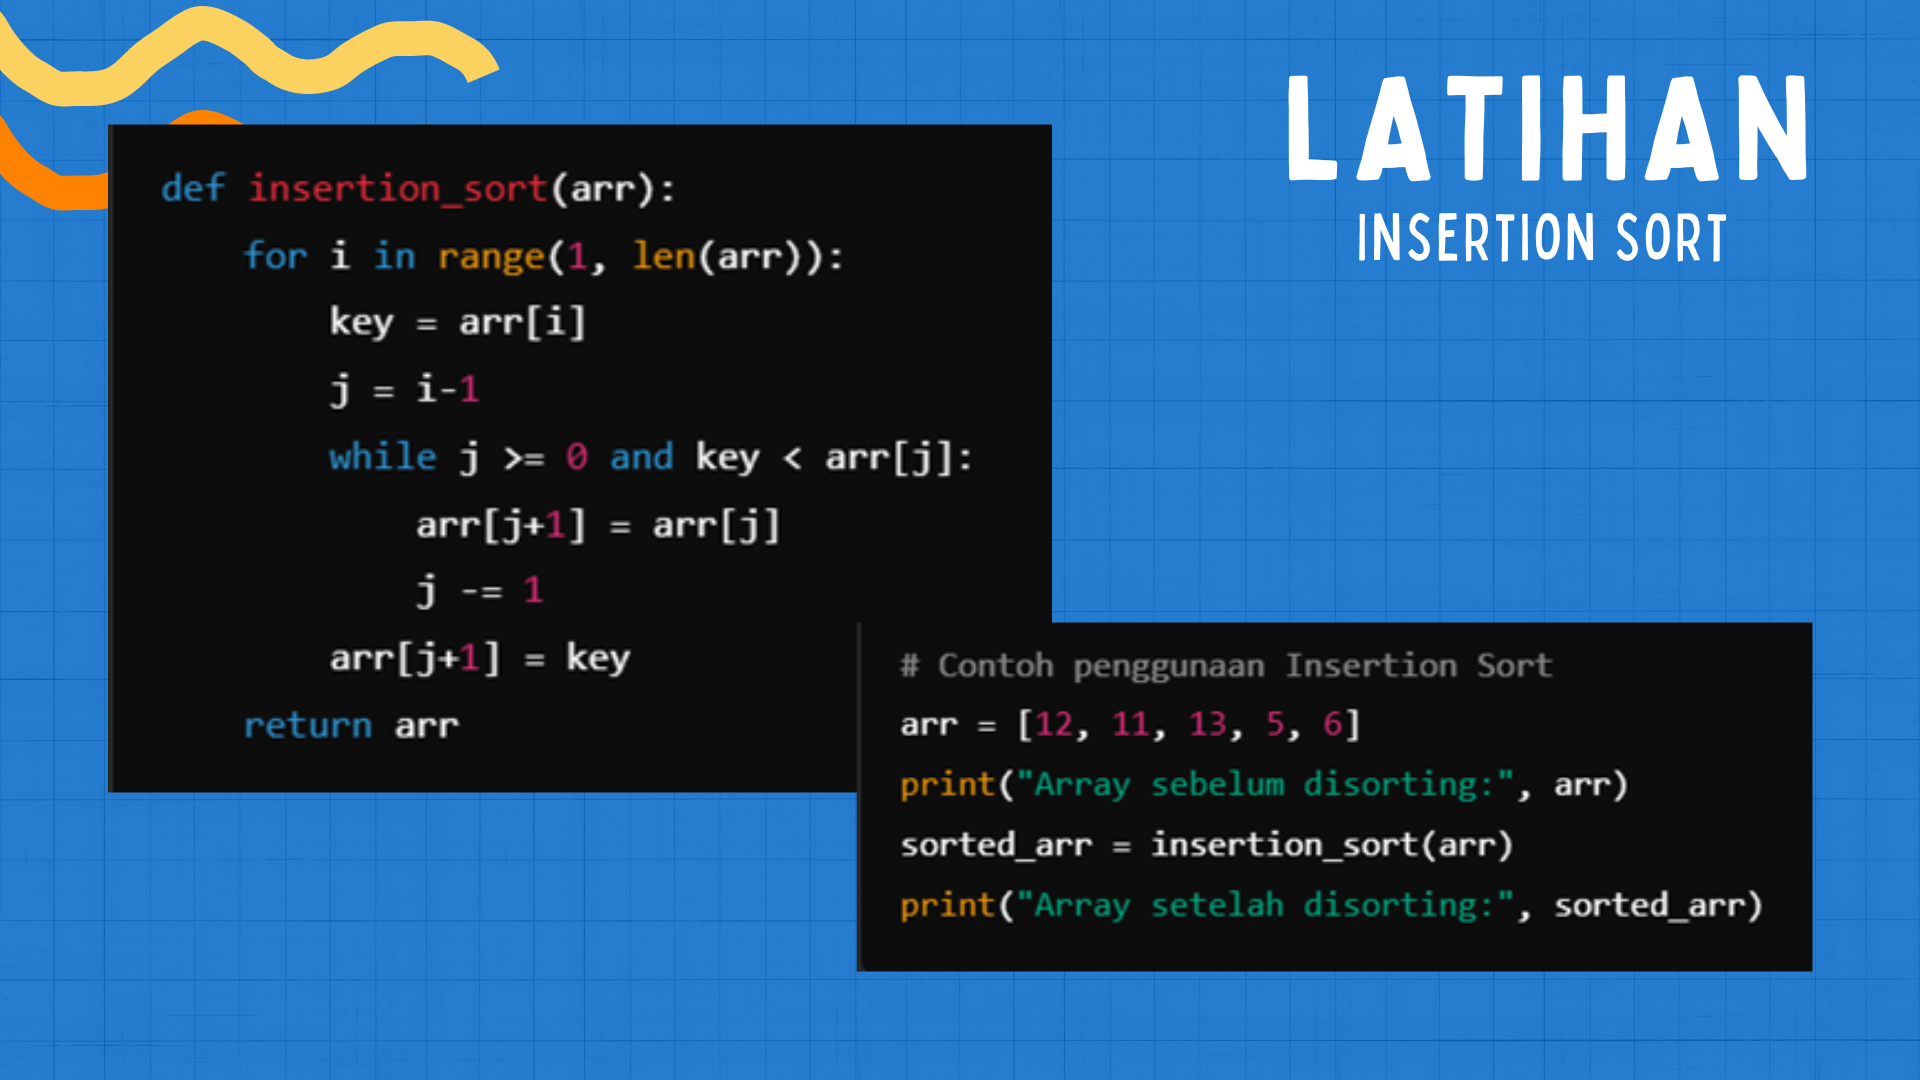 LATIHAN
INSERTION SORT
def insertion_sort(arr):
    for i in range(1, len(arr)):
        key = arr[i]
        j = i-1
        while j >= 0 and key < arr[j]:
            arr[j+1] = arr[j]
            j -= 1
        arr[j+1] = key
    return arr
# Contoh penggunaan Insertion Sort
arr = [12, 11, 13, 5, 6]
print("Array sebelum disorting:", arr)
sorted_arr = insertion_sort(arr)
print("Array setelah disorting:", sorted_arr)